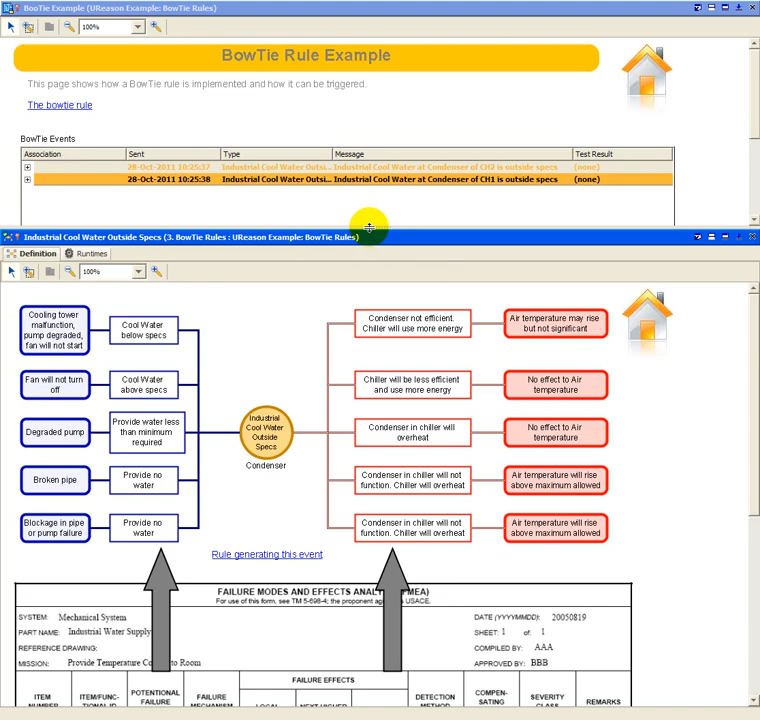 BooTie Example (UReason Example: BowTie Rules)
100%
BowTie Rule Example
This page shows how a BowTie rule is implemented and how it can be triggered.
The bowtie rule
BowTie Events
Association Sent Type Message Test Result
28-Oct-2011 10:25:37 Industrial Cool Water Outsi... Industrial Cool Water at Condenser of CH2 is outside specs (none)
28-Oct-2011 10:25:38 Industrial Cool Water Outsi... Industrial Cool Water at Condenser of CH1 is outside specs (none)
Industrial Cool Water Outside Specs (3. BowTie Rules : UReason Example: BowTie Rules)
Definition Runtimes
100%
Cooling tower
malfunction,
pump degraded,
fan will not start
Cool Water
below specs
Condenser not efficient.
Chiller will use more energy
Air temperature may rise
but not significant
Fan will not turn
off
Cool Water
above specs
Chiller will be less efficient
and use more energy
No effect to Air
temperature
Degraded pump
Provide water less
than minimum
required
Industrial
Cool Water
Outside
Specs
Condenser
Condenser in chiller will
overheat
No effect to Air
temperature
Broken pipe
Provide no
water
Condenser in chiller will not
function. Chiller will overheat
Air temperature will rise
above maximum allowed
Blockage in pipe
or pump failure
Provide no
water
Condenser in chiller will not
function. Chiller will overheat
Air temperature will rise
above maximum allowed
Rule generating this event
FAILURE MODES AND EFFECTS
For use of this form, see TM 5-698-4; the proponent USACE.
SYSTEM: Mechanical System
DATE (YYYYMMDD): 20050819
PART NAME: Industrial Water Supply
SHEET: 1 of: 1
REFERENCE DRAWING:
COMPILED BY: AAA
MISSION: Provide Temperature to Room
APPROVED BY: BBB
ITEM
NUMBER
ITEM/FUNC-
TIONAL ID
POTENTIAL
FAILURE
FAILURE
MECHANISM
FAILURE EFFECTS
LOCAL
NEXT HIGHER
DETECTION
METHOD
COMPEN-
SATING
SEVERITY
CLASS
REMARKS